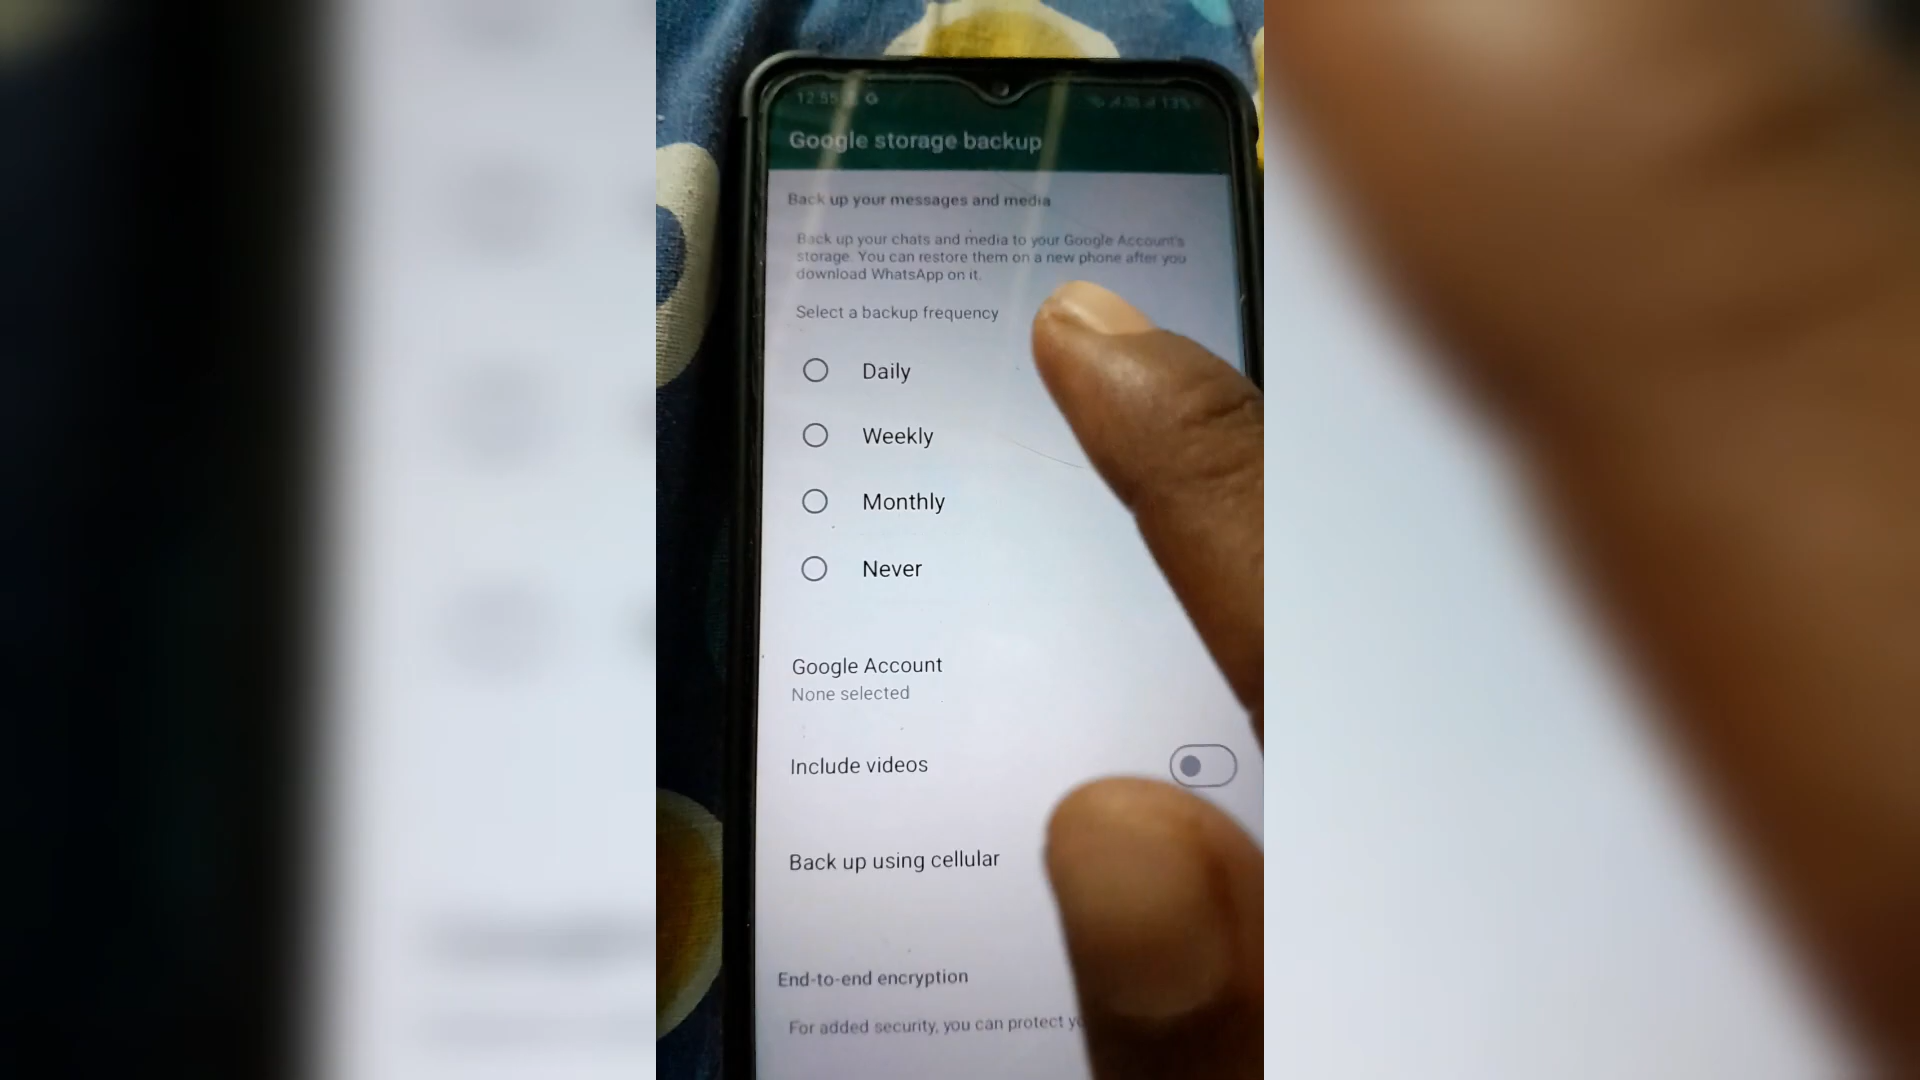 12:55 G
13%
Google storage backup
Back up your messages and media
Back up your chats and media to your Google Account's
storage. You can restore them on a new phone after you
download WhatsApp on it.
Select a backup frequency
Daily
Weekly
Monthly
Never
Google Account
None selected
Include videos
Back up using cellular
End-to-end encryption
For added security, you can protect